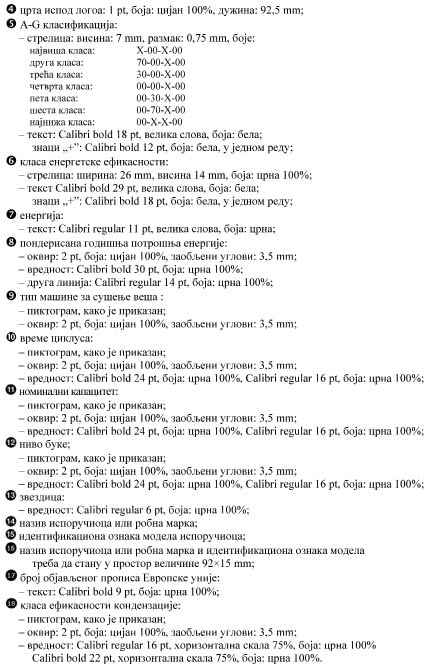 ❹ црта испод логоа: 1 pt, боја: цијан 100%, дужина: 92,5 mm;
❺ A-G класификација:
– стрелица: висина: 7 mm, размак: 0,75 mm, боје:
највиша класа: X-00-X-00
друга класа: 70-00-X-00
трећа класа: 30-00-X-00
четврта класа: 00-00-X-00
пета класа: 00-30-X-00
шеста класа: 00-70-X-00
најнижа класа: 00-X-X-00
– текст: Calibri bold 18 pt, велика слова, боја: бела;
знаци „+”: Calibri bold 12 pt, боја: бела, у једном реду;
❻ класа енергетске ефикасности:
– стрелица: ширина: 26 mm, висина 14 mm, боја: црна 100%;
– текст Calibri bold 29 pt, велика слова, боја: бела;
знаци „+”: Calibri bold 18 pt, боја: бела, у једном реду;
❼ енергија:
– текст: Calibri regular 11 pt, велика слова, боја: црна;
❽ пондерисана годишња потрошња енергије:
– оквир: 2 pt, боја: цијан 100%, заобљени углови: 3,5 mm;
– вредност: Calibri bold 30 pt, боја: црна 100%;
– друга линија: Calibri regular 14 pt, боја: црна 100%;
❾ тип машине за сушење веша :
– пиктограм, како је приказан;
– оквир: 2 pt, боја: цијан 100%, заобљени углови: 3,5 mm;
❿ време циклуса:
– пиктограм, како је приказан;
– оквир: 2 pt, боја: цијан 100%, заобљени углови: 3,5 mm;
– вредност: Calibri bold 24 pt, боја: црна 100%, Calibri regular 16 pt, боја: црна 100%;
⓫ номинални капацитет:
– пиктограм, како је приказан;
– оквир: 2 pt, боја: цијан 100%, заобљени углови: 3,5 mm;
– вредност: Calibri bold 24 pt, боја: црна 100%, Calibri regular 16 pt, боја: црна 100%;
⓬ ниво буке;
– пиктограм, како је приказан;
– оквир: 2 pt, боја: цијан 100%, заобљени углови: 3,5 mm;
– вредност: Calibri bold 24 pt, боја: црна 100%, Calibri regular 16 pt, боја: црна 100%;
⓭ звездица:
– вредност: Calibri regular 6 pt, боја: црна 100%;
⓮ назив испоручиоца или робна марка;
⓯ идентификациона ознака модела испоручиоца;
⓰ назив испоручиоца или робна марка и идентификациона ознака модела
треба да стану у простор величине 92×15 mm;
⓱ број објављеног прописа Европске уније:
– текст: Calibri bold 9 pt, боја: црна 100%;
⓲ класа ефикасности кондензације:
– пиктограм, како је приказан;
– оквир: 2 pt, боја: цијан 100%, заобљени углови: 3,5 mm;
– вредност: Calibri regular 16 pt, хоризонтална скала 75%, боја: црна 100%
Calibri bold 22 pt, хоризонтална скала 75%, боја: црна 100%.